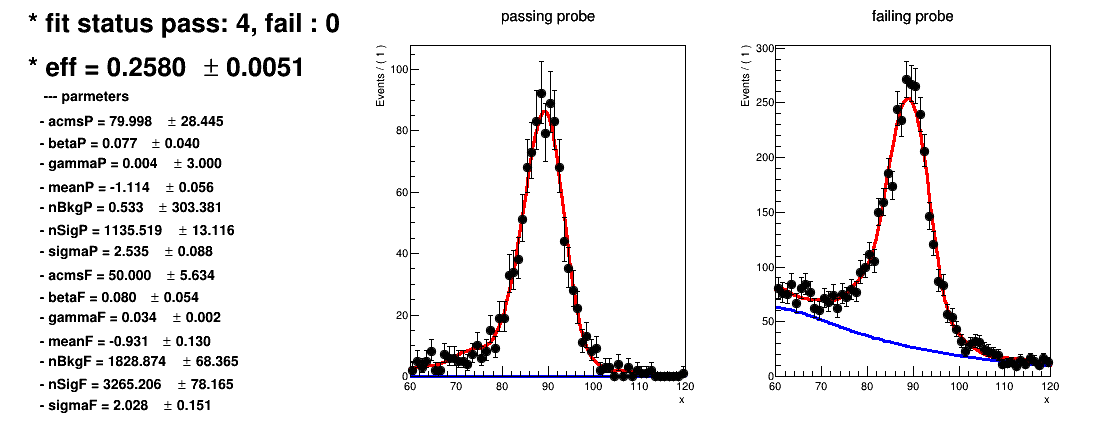 * fit status pass: 4, fail : 0
* eff = 0.2580 ± 0.0051
--- parmeters
- acmsP = 79.998 ± 28.445
- betaP = 0.077 ± 0.040
- gammaP = 0.004 ± 3.000
- meanP = -1.114 ± 0.056
- nBkgP = 0.533 ± 303.381
- nSigP = 1135.519 ± 13.116
- sigmaP = 2.535 ± 0.088
- acmsF = 50.000 ± 5.634
- betaF = 0.080 ± 0.054
- gammaF = 0.034 ± 0.002
- meanF = -0.931 ± 0.130
- nBkgF = 1828.874 ± 68.365
- nSigF = 3265.206 ± 78.165
- sigmaF = 2.028 ± 0.151
passing probe
Events / ( 1 )
100
80
60
40
20
0
60 70 80 90 100 110 120
x
failing probe
Events / ( 1 )
300
250
200
150
100
50
0
60 70 80 90 100 110 120
x